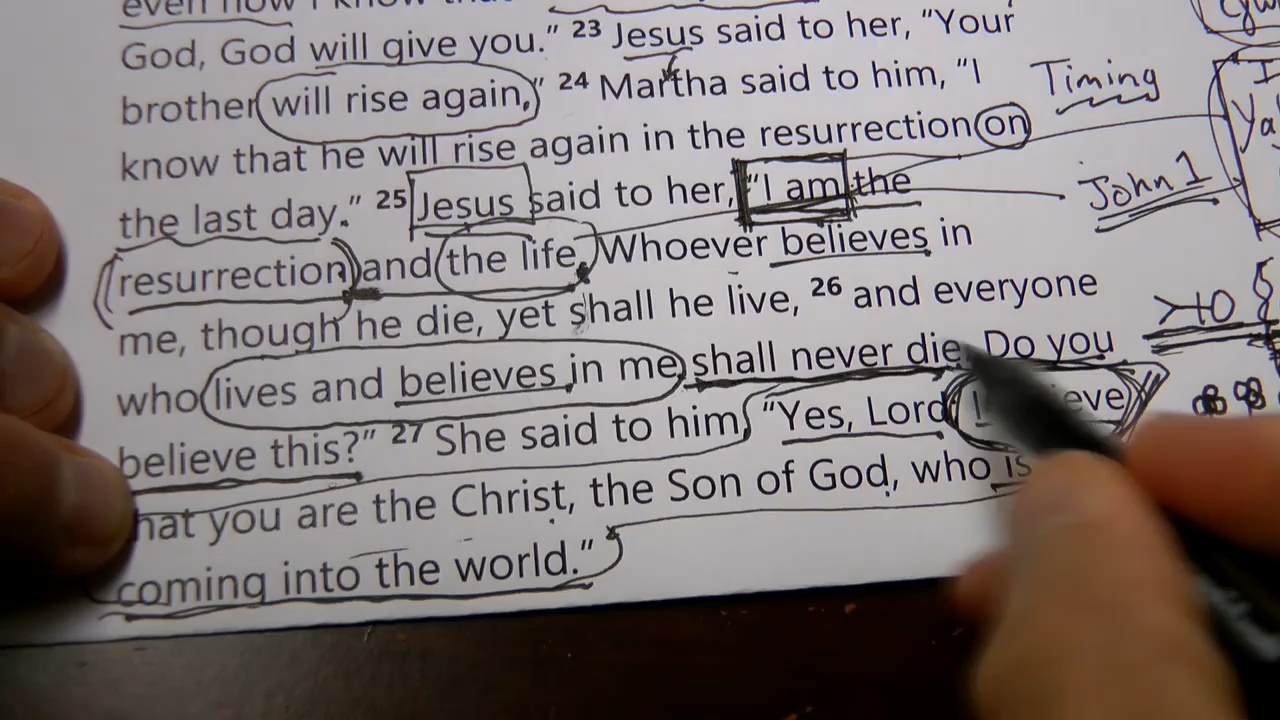 even now I know that
God, God will give you.” 23 Jesus said to her, “Your
brother will rise again.” 24 Martha said to him, “I
Timing
know that he will rise again in the resurrection on
the last day.” 25 Jesus said to her, “I am the
John 1
resurrection and the life. Whoever believes in
me, though he die, yet shall he live, 26 and everyone
who lives and believes in me shall never die. Do you
believe this?” 27 She said to him, “Yes, Lord
that you are the Christ, the Son of God, who is
coming into the world.”